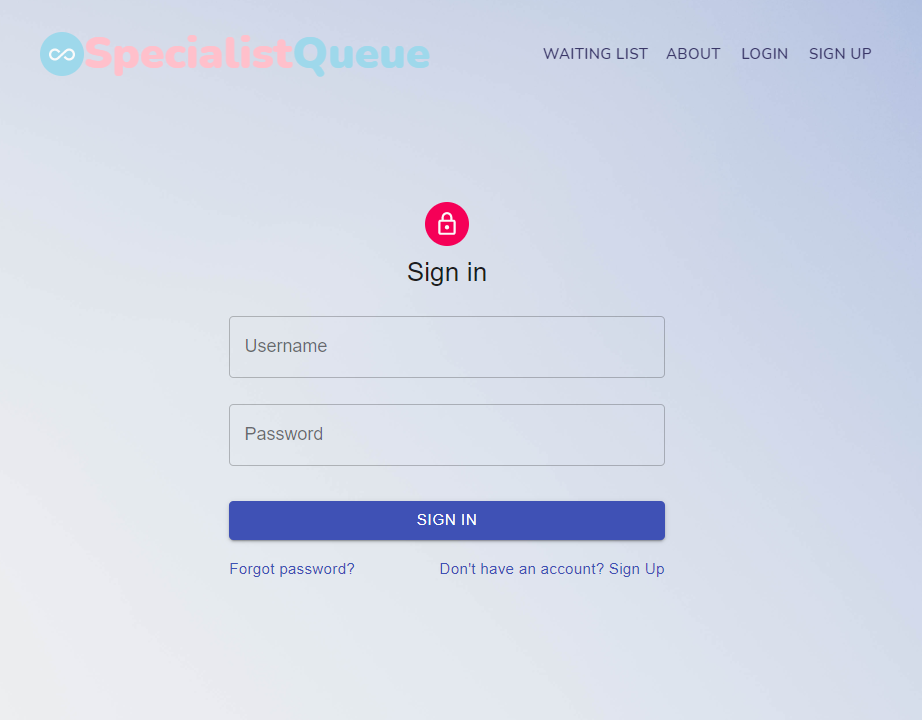 SpecialistQueue
WAITING LIST ABOUT LOGIN SIGN UP
Sign in
Username
Password
SIGN IN
Forgot password? Don't have an account? Sign Up